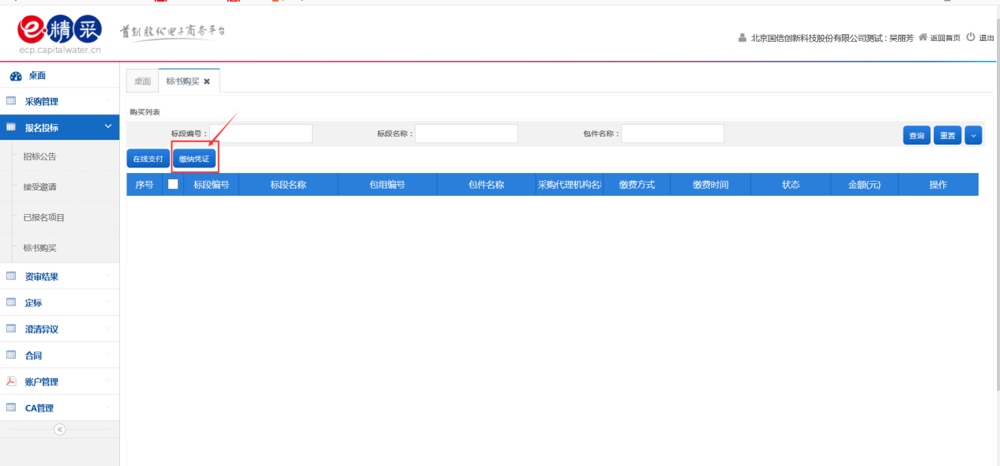 e·精采 首创股份电子商务平台
ecp.capitalwater.cn
北京国信创新科技股份有限公司测试 : 吴丽芳 返回首页 退出
桌面
采购管理
报名投标
招标公告
接受邀请
已报名项目
标书购买
资审结果
定标
澄清异议
合同
账户管理
CA管理
桌面 标书购买
购买列表
标段编号 : 标段名称 : 包件名称 : 查询 重置
在线支付 缴纳凭证
序号 标段编号 标段名称 包组编号 包件名称 采购代理机构名 缴费方式 缴费时间 状态 金额(元) 操作